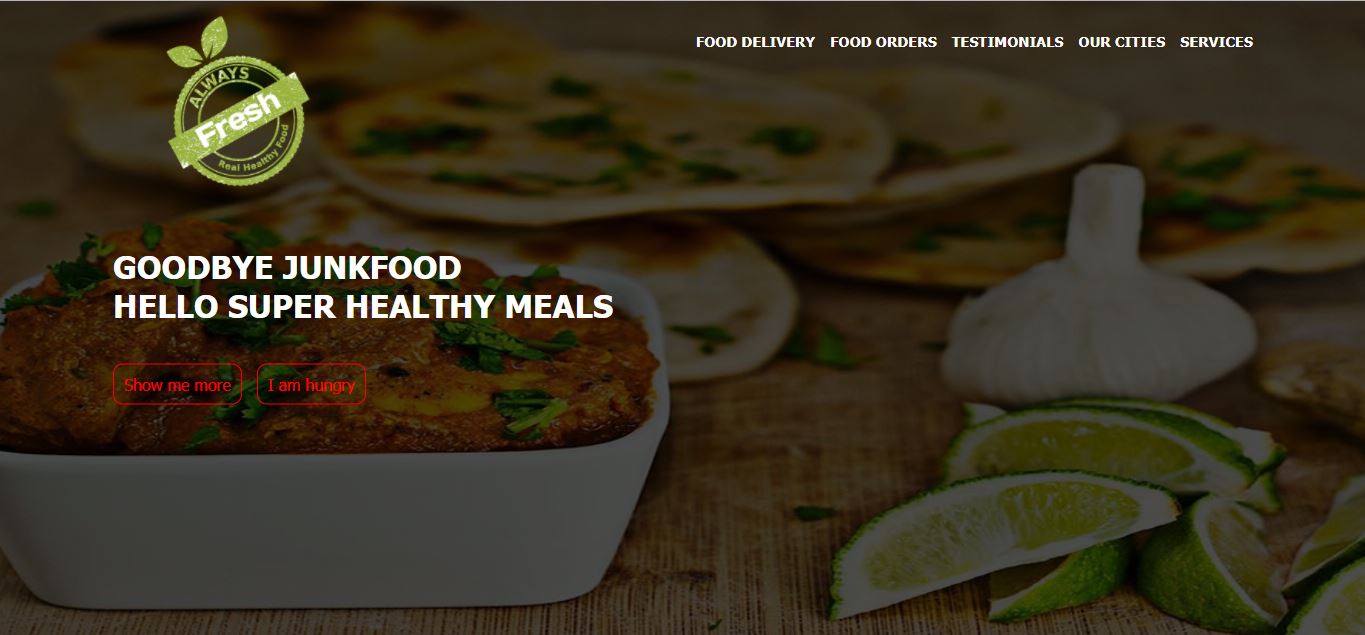 ALWAYS
Fresh
Real Healthy Food
FOOD DELIVERY FOOD ORDERS TESTIMONIALS OUR CITIES SERVICES
GOODBYE JUNKFOOD
HELLO SUPER HEALTHY MEALS
Show me more I am hungry